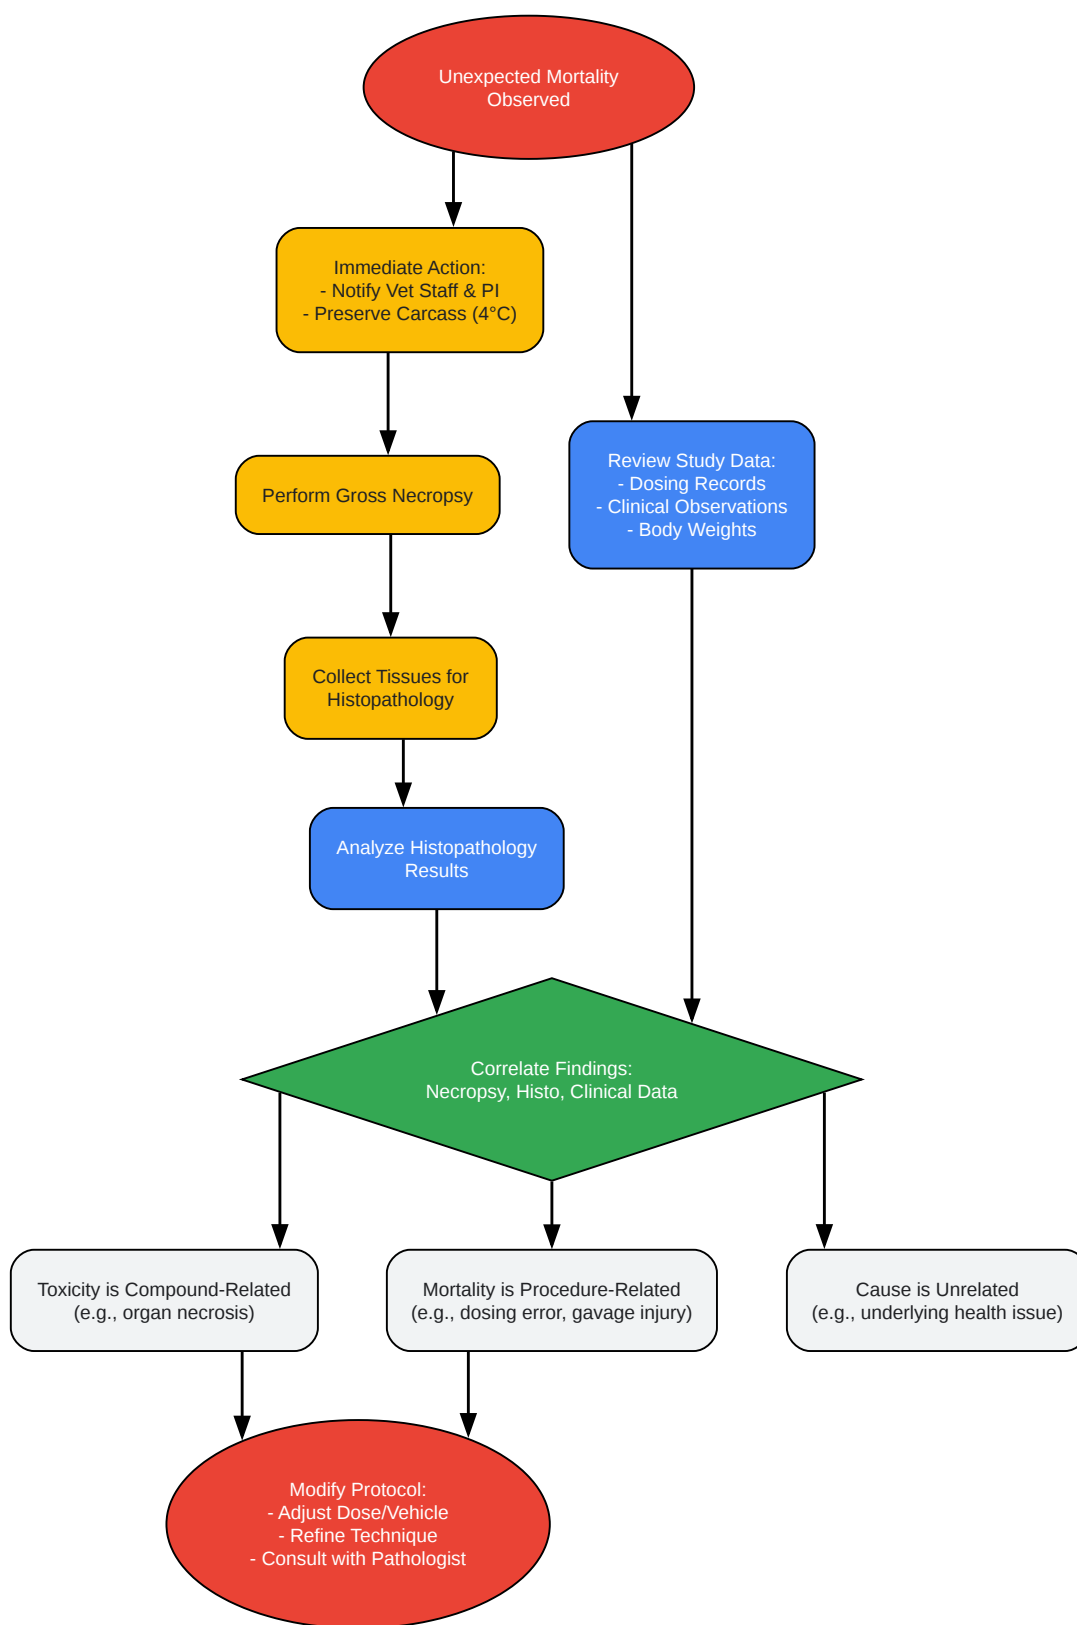 Unexpected Mortality
Observed
Immediate Action:
- Notify Vet Staff & PI
- Preserve Carcass (4°C)
Review Study Data:
- Dosing Records
- Clinical Observations
- Body Weights
Perform Gross Necropsy
Collect Tissues for
Histopathology
Analyze Histopathology
Results
Correlate Findings:
Necropsy, Histo, Clinical Data
Toxicity is Compound-Related
(e.g., organ necrosis)
Mortality is Procedure-Related
(e.g., dosing error, gavage injury)
Cause is Unrelated
(e.g., underlying health issue)
Modify Protocol:
- Adjust Dose/Vehicle
- Refine Technique
- Consult with Pathologist